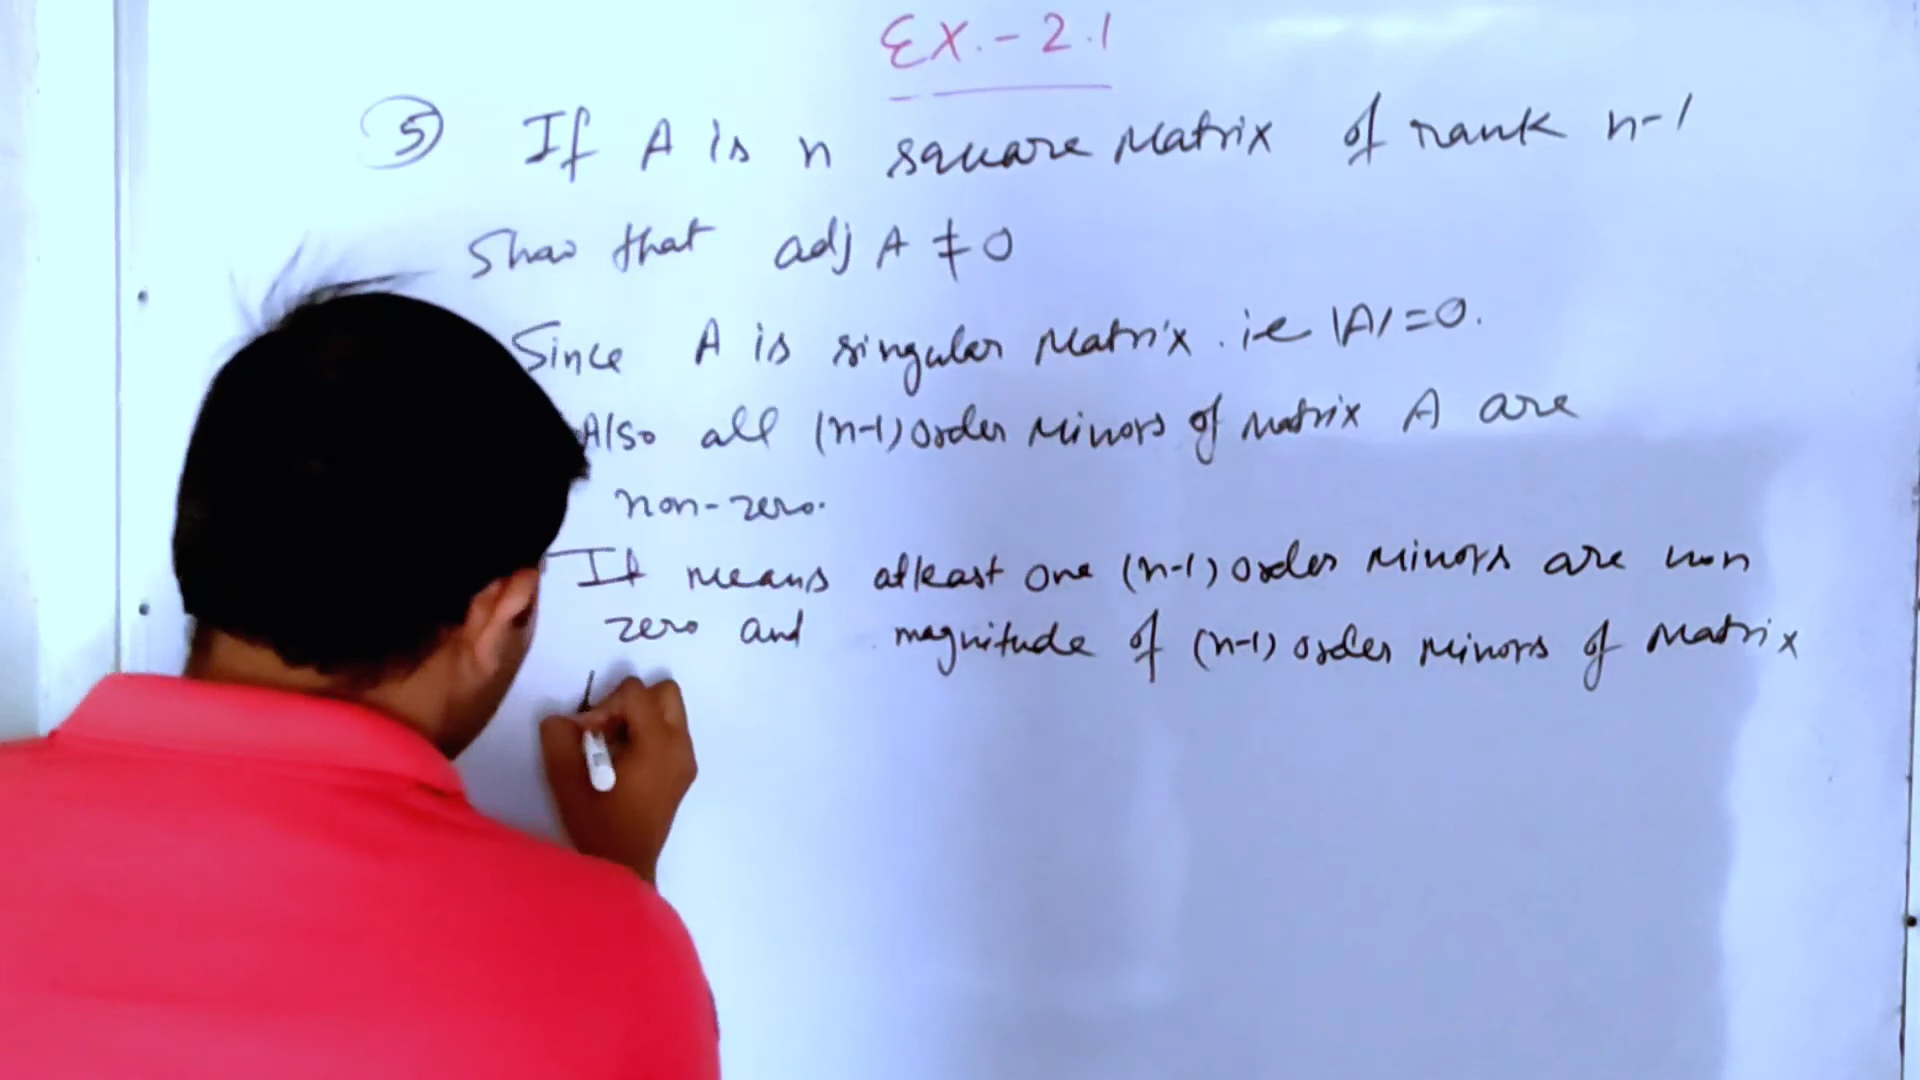 EX.-2.1
5 If A is n square Matrix of rank n-1
Show that adj A ≠ 0
Since A is singular Matrix. i.e |A|=0.
Also all (n-1) order Minors of matrix A are
non-zero.
It means atleast one (n-1) order Minors are non
zero and magnitude of (n-1) order Minors of Matrix